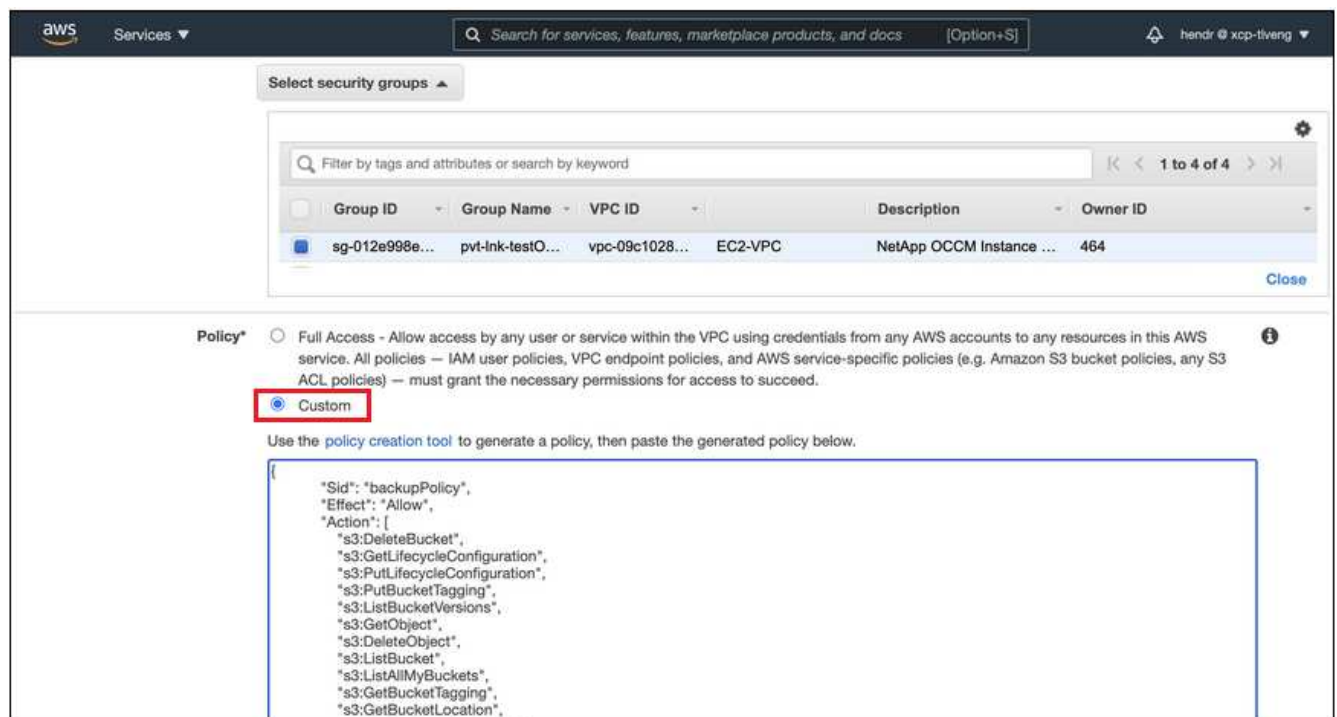 aws Services Search for services, features, marketplace products, and docs [Option+S] hendr @ xcp-tlveng
Select security groups
Filter by tags and attributes or search by keyword 1 to 4 of 4
Group ID Group Name VPC ID Description Owner ID
sg-012e998e... pvt-lnk-testO... vpc-09c1028... EC2-VPC NetApp OCCM Instance ... 464
Close
Policy* Full Access - Allow access by any user or service within the VPC using credentials from any AWS accounts to any resources in this AWS
service. All policies — IAM user policies, VPC endpoint policies, and AWS service-specific policies (e.g. Amazon S3 bucket policies, any S3
ACL policies) — must grant the necessary permissions for access to succeed.
Custom
Use the policy creation tool to generate a policy, then paste the generated policy below.
{
"Sid": "backupPolicy",
"Effect": "Allow",
"Action": [
"s3:DeleteBucket",
"s3:GetLifecycleConfiguration",
"s3:PutLifecycleConfiguration",
"s3:PutBucketTagging",
"s3:ListBucketVersions",
"s3:GetObject",
"s3:DeleteObject",
"s3:ListBucket",
"s3:ListAllMyBuckets",
"s3:GetBucketTagging",
"s3:GetBucketLocation",